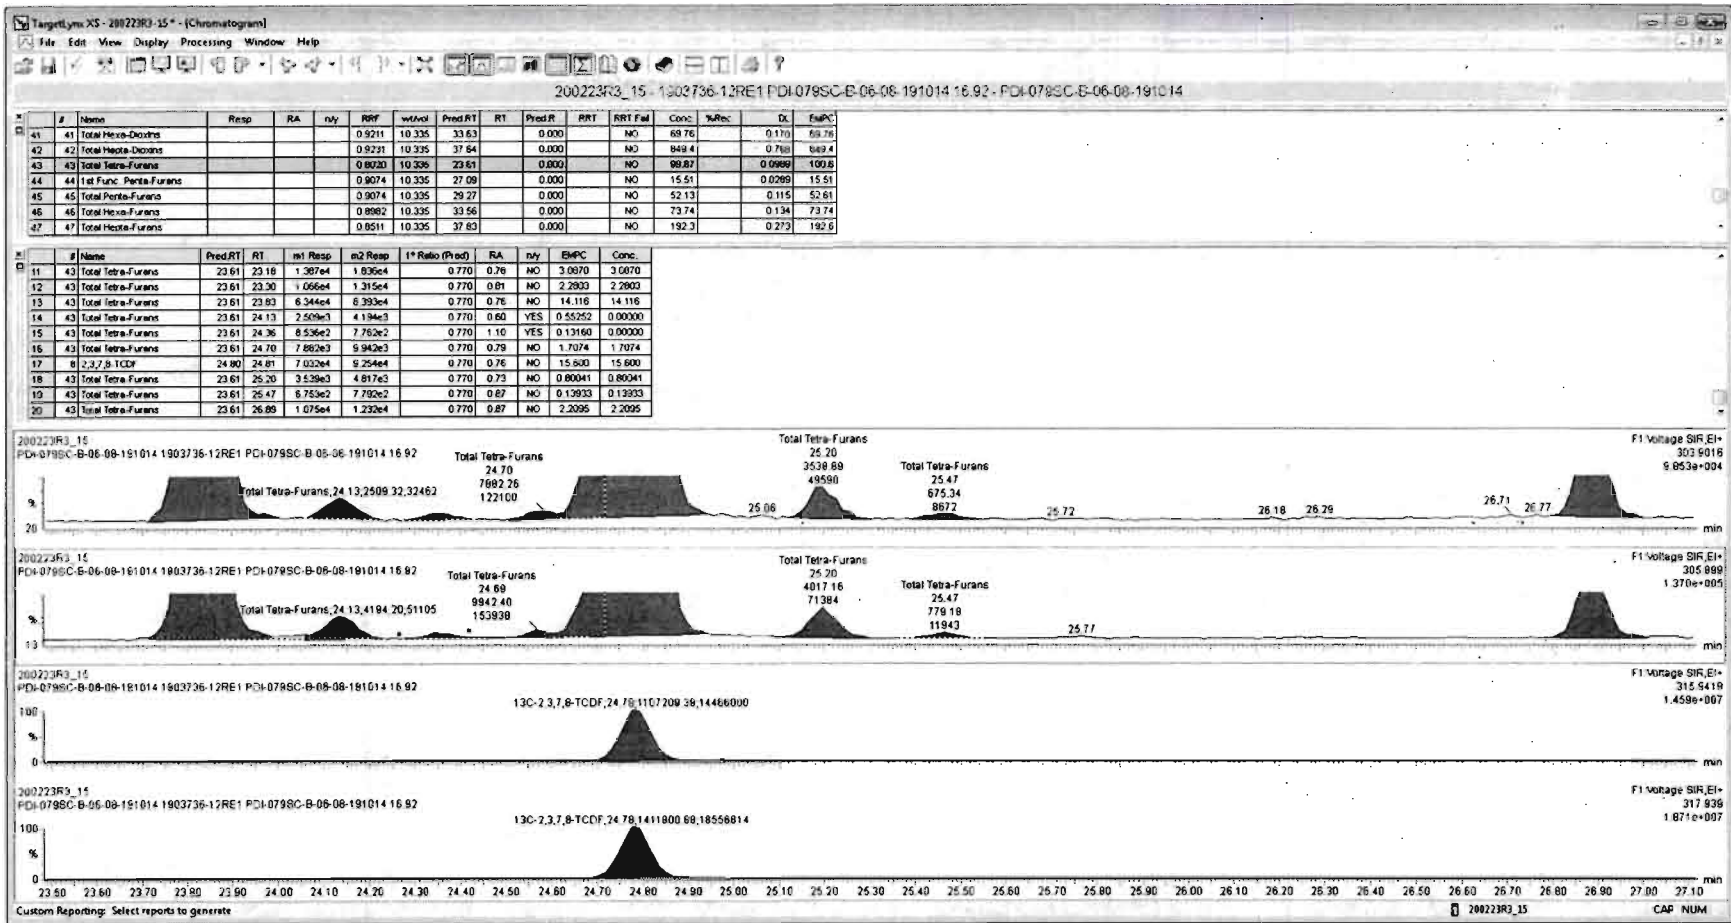 TargetLynx XS - 200223R3-15 * - [Chromatogram]
File Edit View Display Processing Window Help
200223R3_15 - 1903736-12RE1 PDI-079SC-B-06-08-191014 16.92 - PDI-079SC-B-06-08-191014
# Name Resp RA n/y RRF wt/vol Pred.RT RT Pred.R RRT RRT Fail Conc. %Rec DL EMPC
41 41 Total Hexa-Dioxins 0.9211 10.335 33.63 0.000 NO 69.76 0.170 69.76
42 42 Total Hepta-Dioxins 0.9231 10.335 37.64 0.000 NO 849.4 0.768 849.4
43 43 Total Tetra-Furans 0.8020 10.335 23.61 0.000 NO 99.87 0.0989 100.6
44 44 1st Func. Penta-Furans 0.9074 10.335 27.09 0.000 NO 15.51 0.0289 15.51
45 45 Total Penta-Furans 0.9074 10.335 29.27 0.000 NO 52.13 0.115 52.61
46 46 Total Hexa-Furans 0.8982 10.335 33.56 0.000 NO 73.74 0.134 73.74
47 47 Total Hepta-Furans 0.8511 10.335 37.83 0.000 NO 192.3 0.273 192.6
# Name Pred.RT RT m1 Resp m2 Resp 1° Ratio (Pred) RA n/y EMPC Conc.
11 43 Total Tetra-Furans 23.61 23.18 1.387e4 1.836e4 0.770 0.76 NO 3.0870 3.0870
12 43 Total Tetra-Furans 23.61 23.30 1.066e4 1.315e4 0.770 0.81 NO 2.2803 2.2803
13 43 Total Tetra-Furans 23.61 23.83 6.344e4 8.393e4 0.770 0.76 NO 14.116 14.116
14 43 Total Tetra-Furans 23.61 24.13 2.509e3 4.194e3 0.770 0.60 YES 0.55252 0.00000
15 43 Total Tetra-Furans 23.61 24.36 8.536e2 7.762e2 0.770 1.10 YES 0.13160 0.00000
16 43 Total Tetra-Furans 23.61 24.70 7.882e3 9.942e3 0.770 0.79 NO 1.7074 1.7074
17 8 2,3,7,8-TCDF 24.80 24.81 7.032e4 9.254e4 0.770 0.76 NO 15.600 15.600
18 43 Total Tetra-Furans 23.61 25.20 3.539e3 4.817e3 0.770 0.73 NO 0.80041 0.80041
19 43 Total Tetra-Furans 23.61 25.47 6.753e2 7.792e2 0.770 0.87 NO 0.13933 0.13933
20 43 Total Tetra-Furans 23.61 26.89 1.075e4 1.232e4 0.770 0.87 NO 2.2095 2.2095
200223R3_15
PDI-079SC-B-06-08-191014 1903736-12RE1 PDI-079SC-B-06-08-191014 16.92
F1:Voltage SIR,EI+
303.9016
9.853e+004
Total Tetra-Furans,24.13,2509.32,32462
Total Tetra-Furans
24.70
7882.26
122100
Total Tetra-Furans
25.20
3538.89
49590
Total Tetra-Furans
25.47
675.34
8672
25.06
25.72
26.18
26.29
26.71
26.77
%
20
min
200223R3_15
PDI-079SC-B-06-08-191014 1903736-12RE1 PDI-079SC-B-06-08-191014 16.92
F1:Voltage SIR,EI+
305.899
1.370e+005
Total Tetra-Furans,24.13,4194.20,51105
Total Tetra-Furans
24.69
9942.40
153938
Total Tetra-Furans
25.20
4817.16
71384
Total Tetra-Furans
25.47
779.18
11943
25.77
%
13
min
200223R3_15
PDI-079SC-B-06-08-191014 1903736-12RE1 PDI-079SC-B-06-08-191014 16.92
F1:Voltage SIR,EI+
315.9419
1.459e+007
13C-2,3,7,8-TCDF,24.78,1107209.38,14466000
100
%
0
min
200223R3_15
PDI-079SC-B-06-08-191014 1903736-12RE1 PDI-079SC-B-06-08-191014 16.92
F1:Voltage SIR,EI+
317.939
1.871e+007
13C-2,3,7,8-TCDF,24.78,1411800.88,18556814
100
%
0
min
23.50 23.60 23.70 23.80 23.90 24.00 24.10 24.20 24.30 24.40 24.50 24.60 24.70 24.80 24.90 25.00 25.10 25.20 25.30 25.40 25.50 25.60 25.70 25.80 25.90 26.00 26.10 26.20 26.30 26.40 26.50 26.60 26.70 26.80 26.90 27.00 27.10
Custom Reporting: Select reports to generate
200223R3_15
CAP NUM